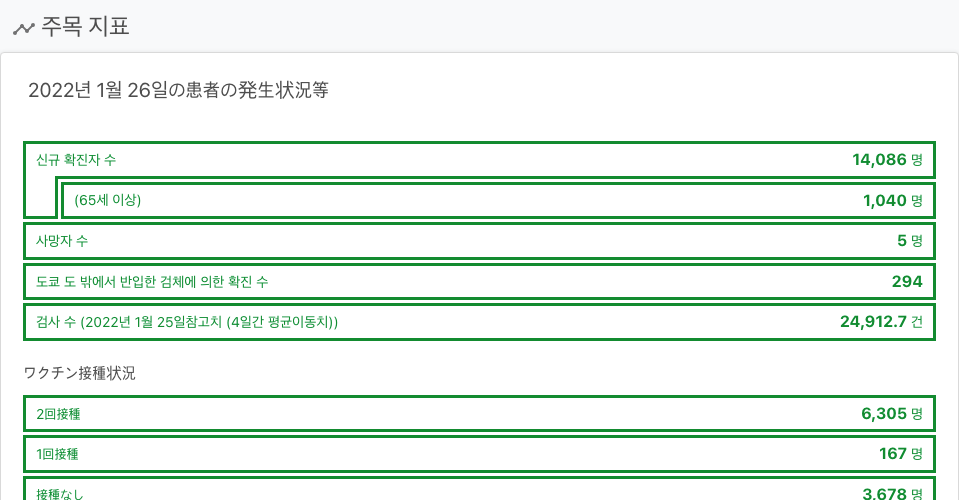 주목 지표
2022년 1월 26일の患者の発生状況等
신규 확진자 수 14,086 명
(65세 이상) 1,040 명
사망자 수 5 명
도쿄 도 밖에서 반입한 검체에 의한 확진 수 294
검사 수 (2022년 1월 25일참고치 (4일간 평균이동치)) 24,912.7 건
ワクチン接種状況
2回接種 6,305 명
1回接種 167 명
接種なし 3,678 명